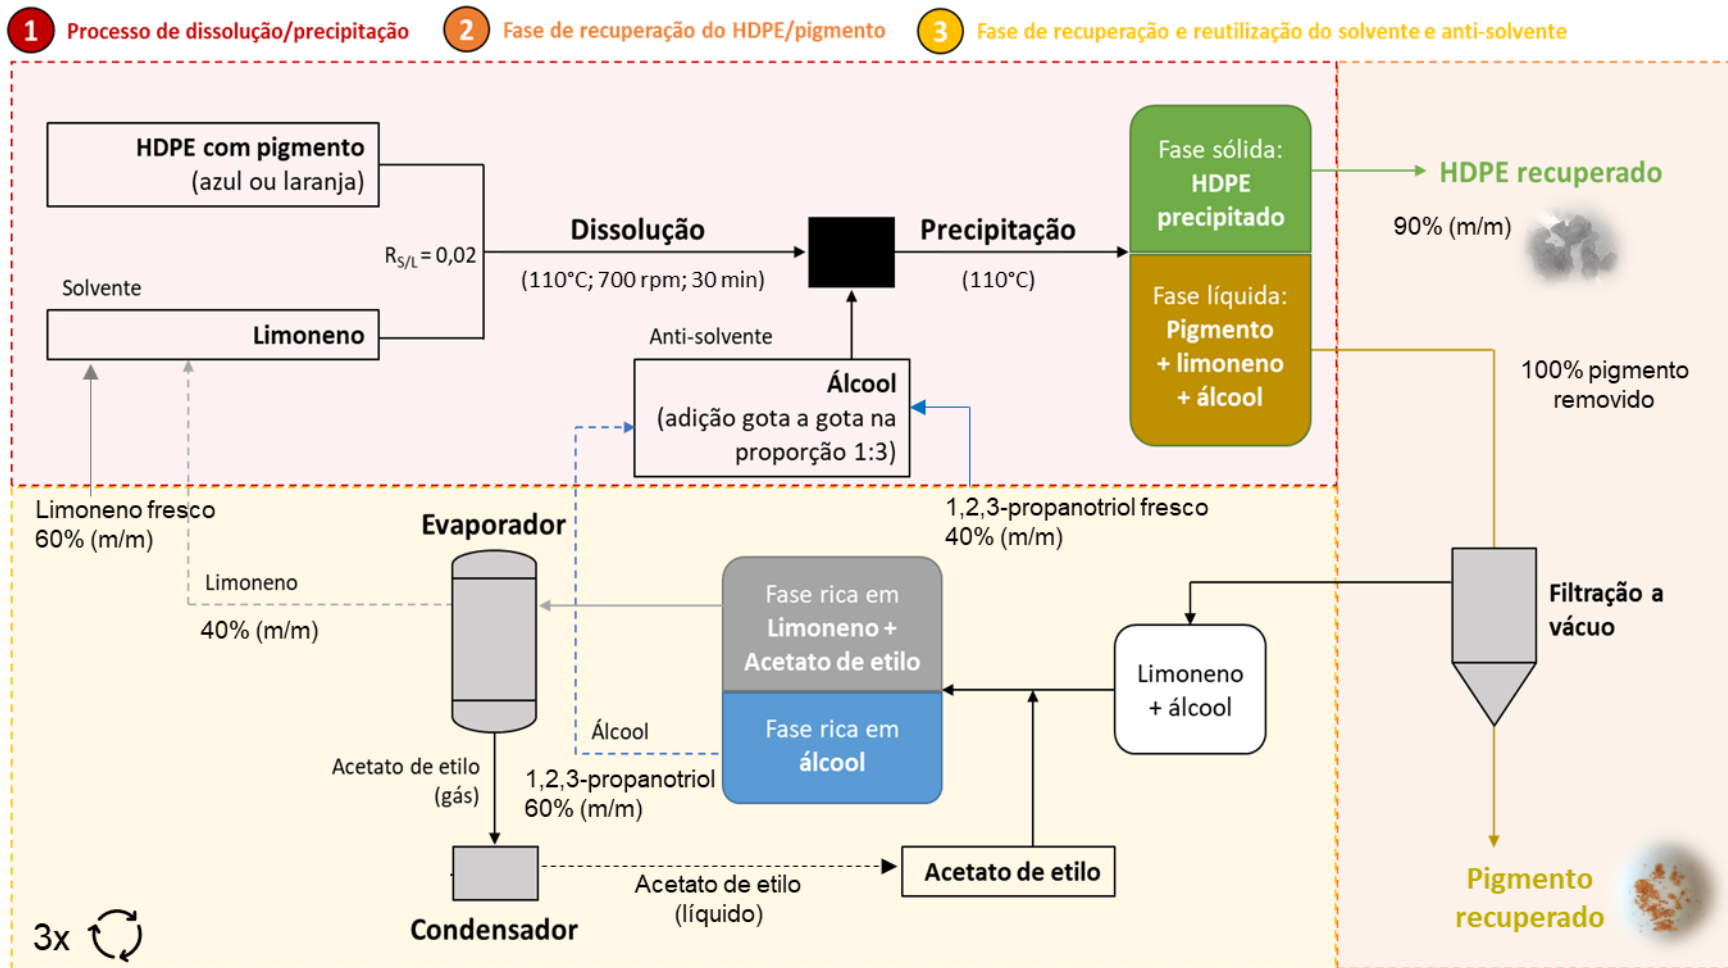 1 Processo de dissolução/precipitação
2 Fase de recuperação do HDPE/pigmento
3 Fase de recuperação e reutilização do solvente e anti-solvente
HDPE com pigmento
(azul ou laranja)
R_S/L = 0,02
Solvente
Limoneno
Dissolução
(110°C; 700 rpm; 30 min)
Precipitação
(110°C)
Anti-solvente
Álcool
(adição gota a gota na
proporção 1:3)
Fase sólida:
HDPE
precipitado
Fase líquida:
Pigmento
+ limoneno
+ álcool
HDPE recuperado
90% (m/m)
100% pigmento
removido
Limoneno fresco
60% (m/m)
1,2,3-propanotriol fresco
40% (m/m)
Evaporador
Limoneno
40% (m/m)
Fase rica em
Limoneno +
Acetato de etilo
Fase rica em
álcool
Limoneno
+ álcool
Filtração a
vácuo
Álcool
1,2,3-propanotriol
60% (m/m)
Acetato de etilo
(gás)
Condensador
Acetato de etilo
(líquido)
Acetato de etilo
Pigmento
recuperado
3x